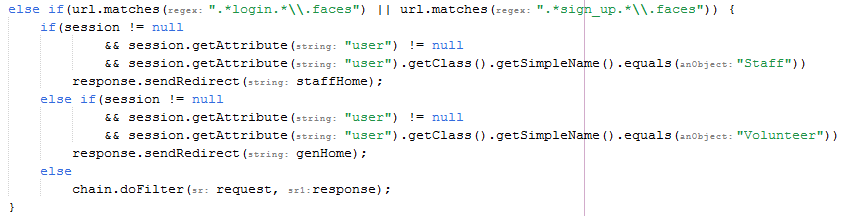 else if(url.matches(regex: ".*login.*\\.faces") || url.matches(regex: ".*sign_up.*\\.faces")) {
if(session != null
&& session.getAttribute(string: "user") != null
&& session.getAttribute(string: "user").getClass().getSimpleName().equals(anObject: "Staff"))
response.sendRedirect(string: staffHome);
else if(session != null
&& session.getAttribute(string: "user") != null
&& session.getAttribute(string: "user").getClass().getSimpleName().equals(anObject: "Volunteer"))
response.sendRedirect(string: genHome);
else
chain.doFilter(sr: request, sr1:response);
}